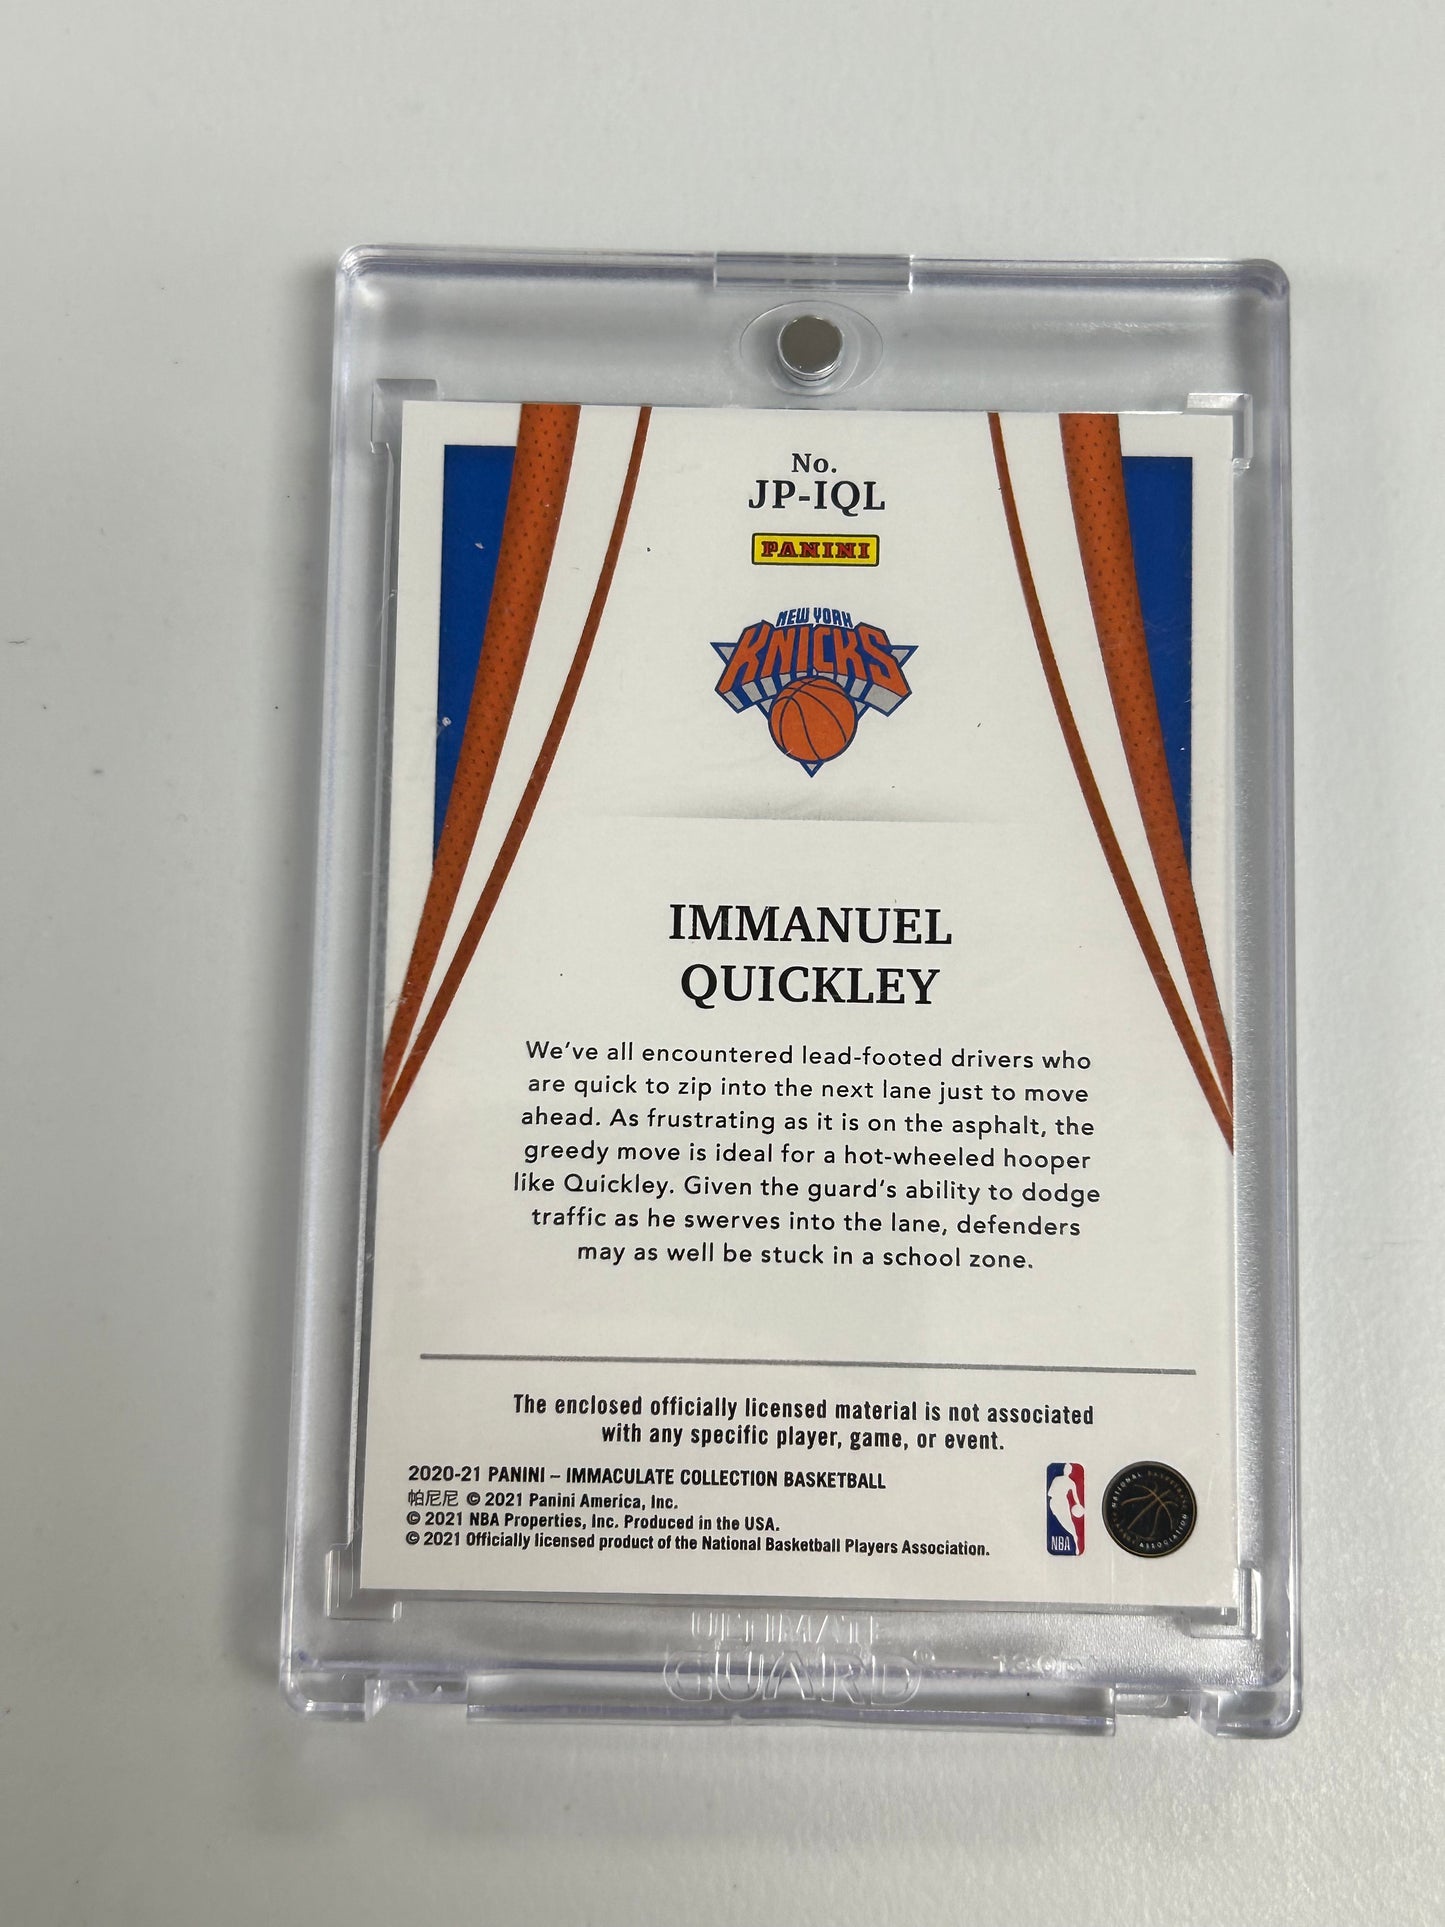 No.
JP-IQL
PANINI
NEW YORK
KNICKS
IMMANUEL
QUICKLEY
We've all encountered lead-footed drivers who
are quick to zip into the next lane just to move
ahead. As frustrating as it is on the asphalt, the
greedy move is ideal for a hot-wheeled hooper
like Quickley. Given the guard's ability to dodge
traffic as he swerves into the lane, defenders
may as well be stuck in a school zone.
The enclosed officially licensed material is not associated
with any specific player, game, or event.
2020-21 PANINI – IMMACULATE COLLECTION BASKETBALL
帕尼尼 © 2021 Panini America, Inc.
© 2021 NBA Properties, Inc. Produced in the USA.
© 2021 Officially licensed product of the National Basketball Players Association.
NBA
NATIONAL BASKETBALL
PLAYERS ASSOCIATION
ULTIMATE
GUARD®